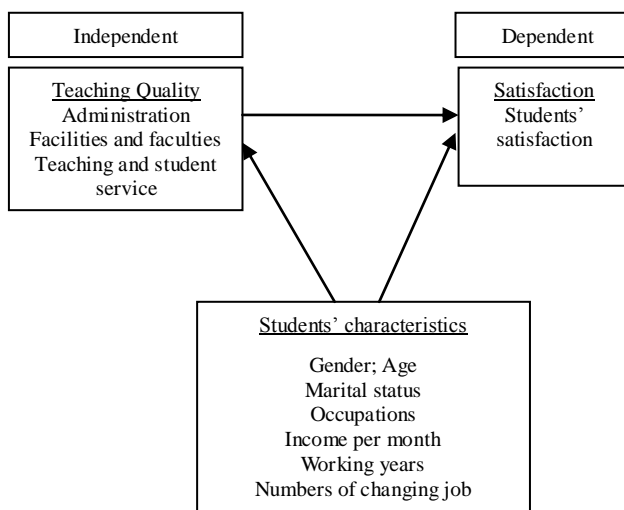 Independent
Dependent
Teaching Quality
Administration
Facilities and faculties
Teaching and student
service
Satisfaction
Students’
satisfaction
Students’ characteristics
Gender; Age
Marital status
Occupations
Income per month
Working years
Numbers of changing job